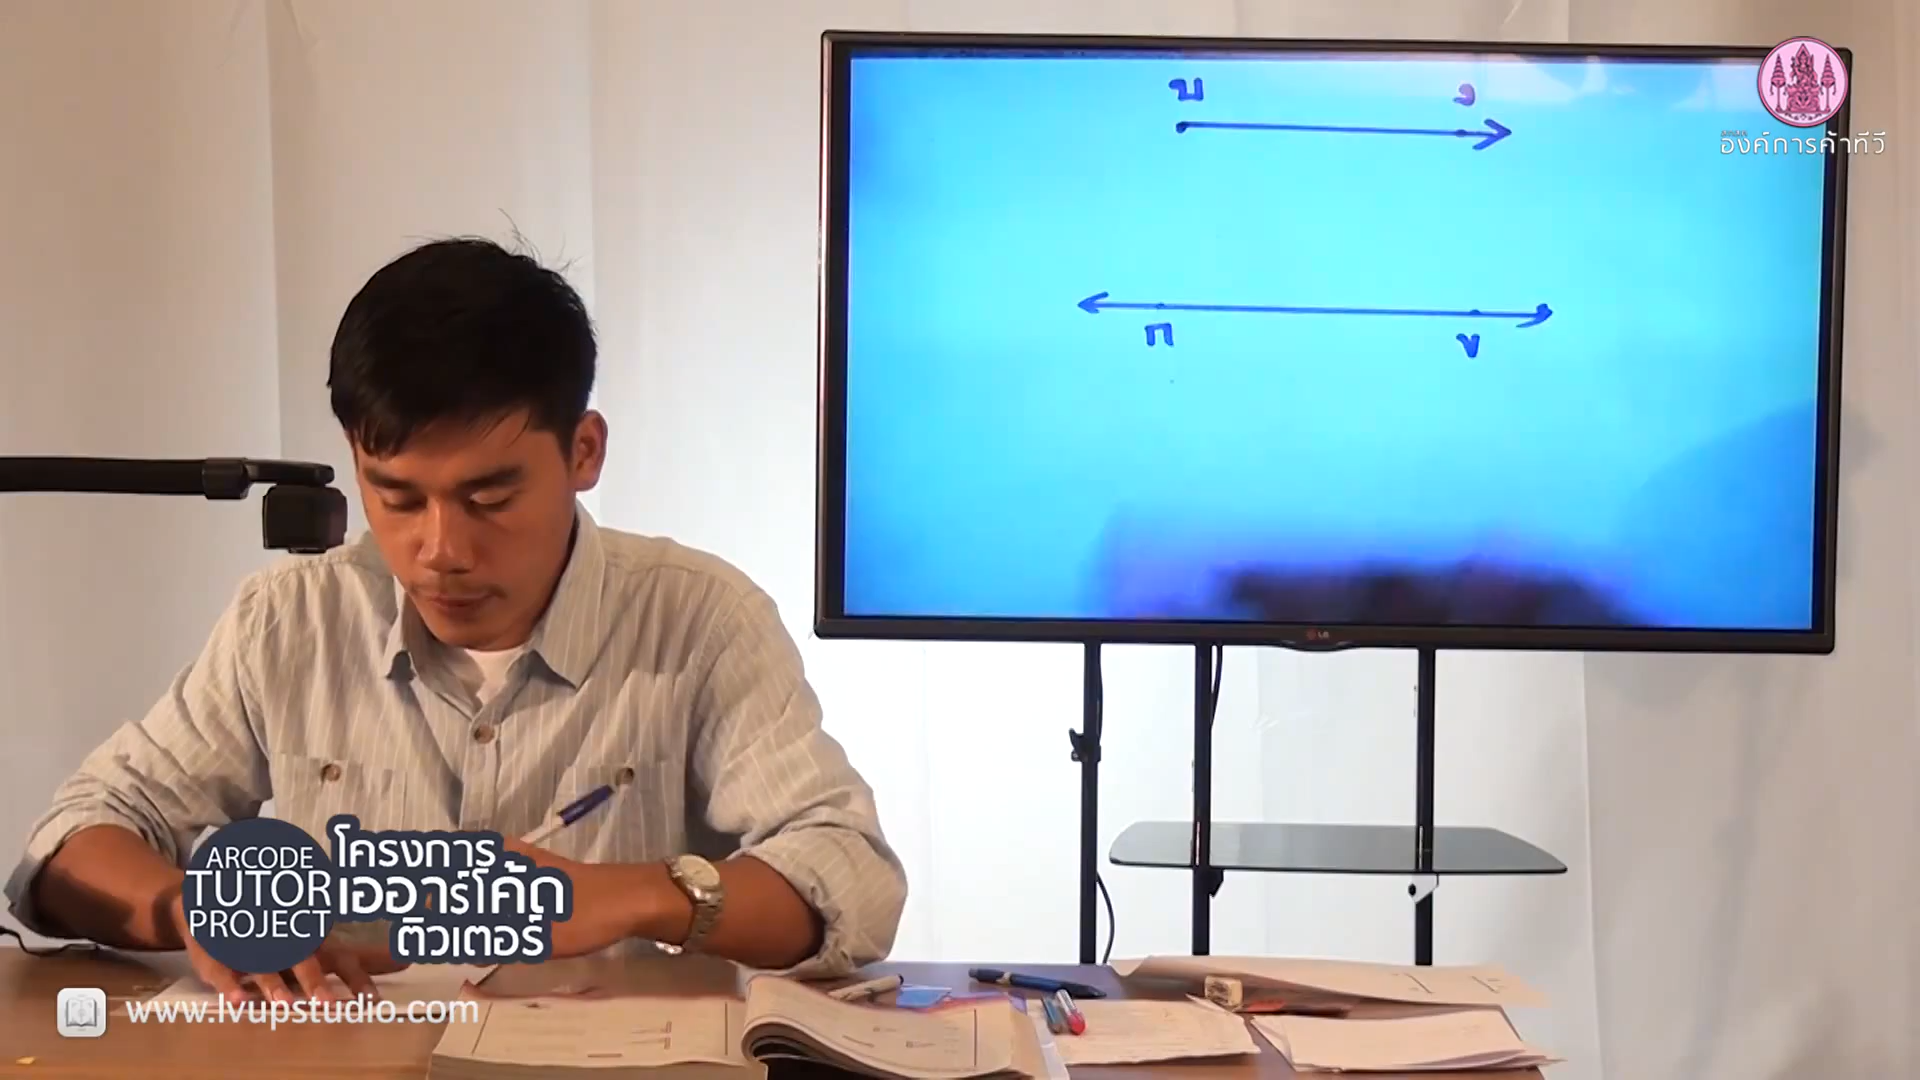 บ ว
ก ข
องค์การค้าทีวี
LG
ARCODE
TUTOR
PROJECT
โครงการ
เออาร์โค้ด
ติวเตอร์
www.lvupstudio.com